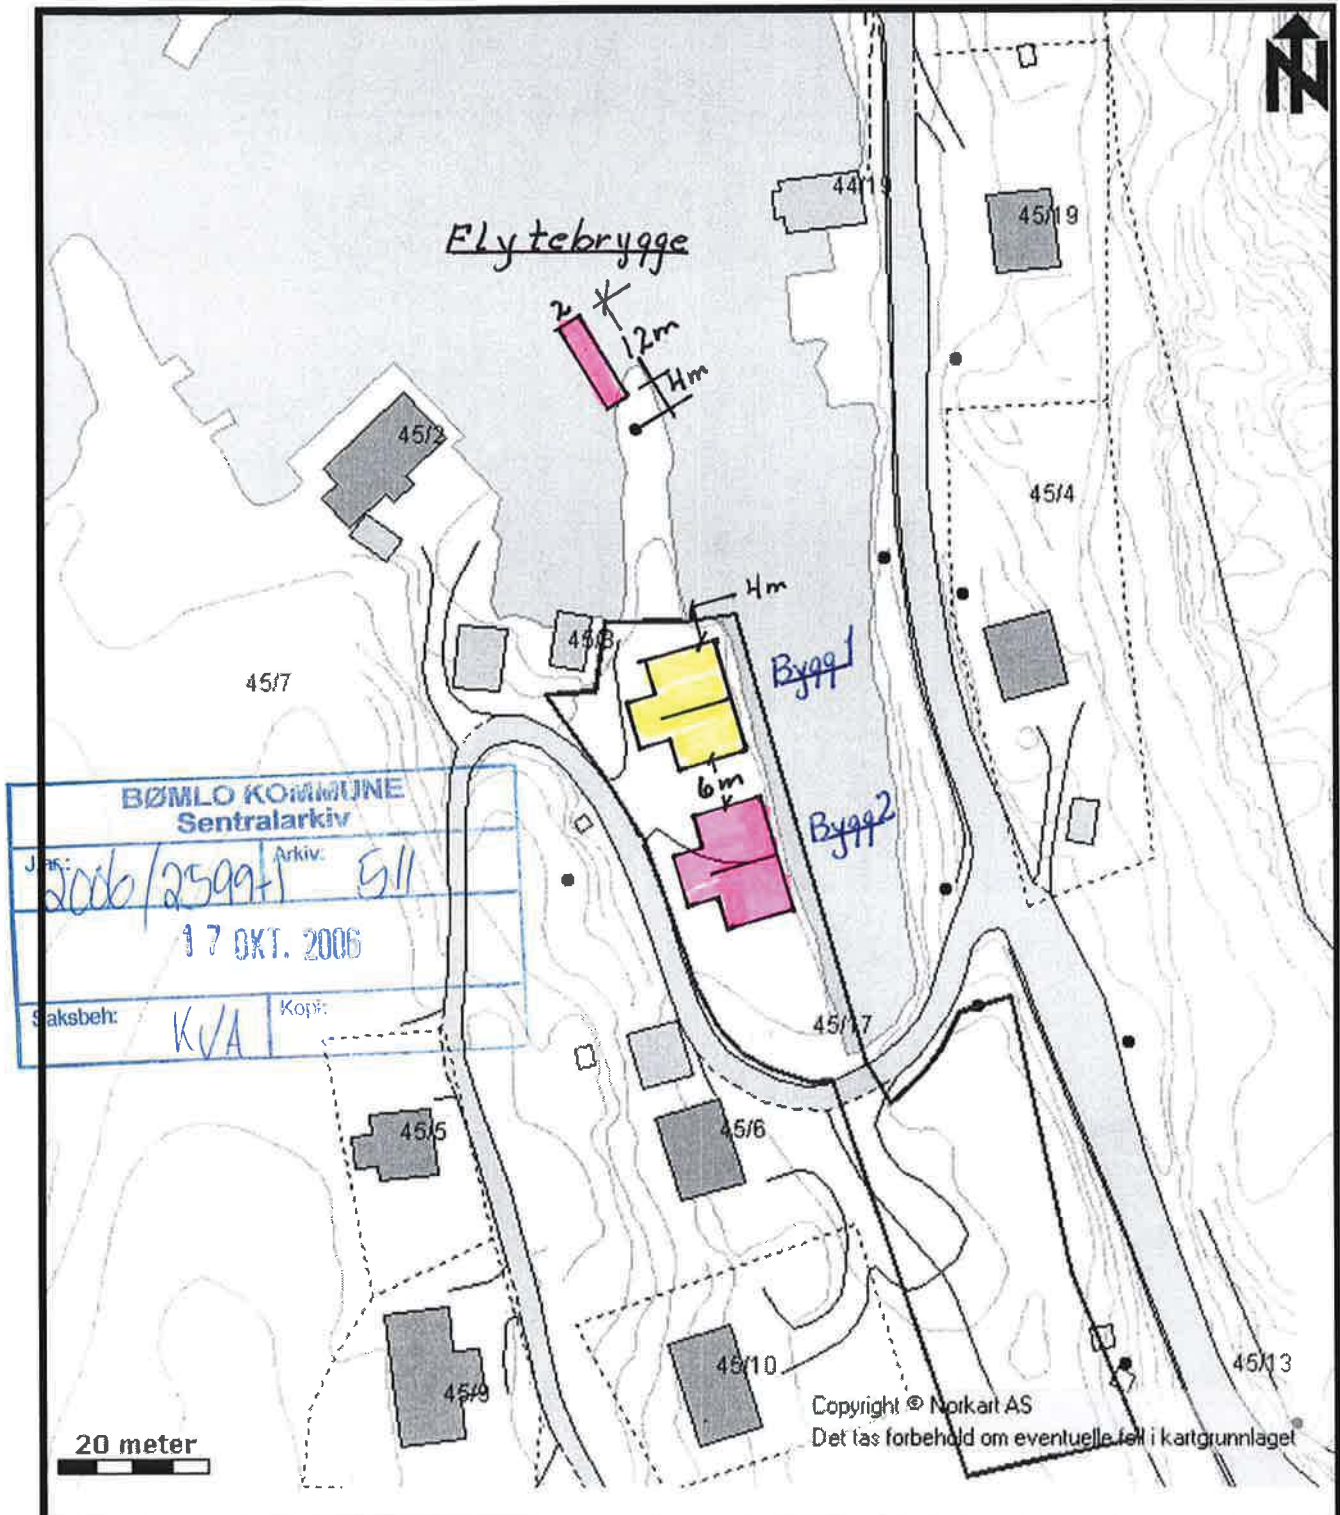 N
44/19
45/19
Flytebrygge
2
12m
4m
45/2
45/4
4m
45/8
Bygg 1
45/7
6m
Bygg 2
BØMLO KOMMUNE
Sentralarkiv
J.nr.:
2006/2599-1
Arkiv:
511
17 OKT. 2006
Saksbeh:
KVA
Kopi:
45/17
45/5
45/6
45/10
45/13
45/9
Copyright © Norkart AS
Det tas forbehold om eventuelle feil i kartgrunnlaget
20 meter